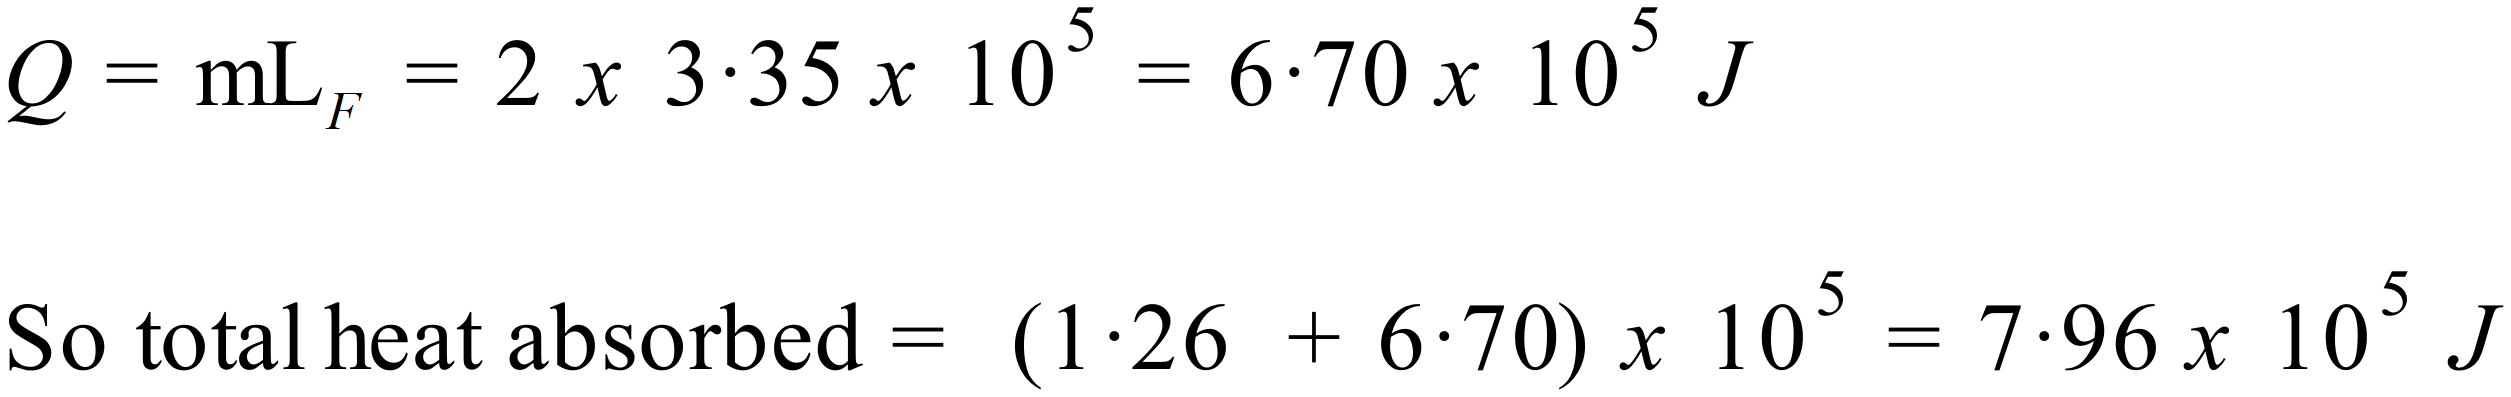 Q = mL_F = 2 x 3·35 x 10^5 = 6·70 x 10^5 J
So total heat absorbed = (1·26 + 6·70) x 10^5 = 7·96 x 10^5 J